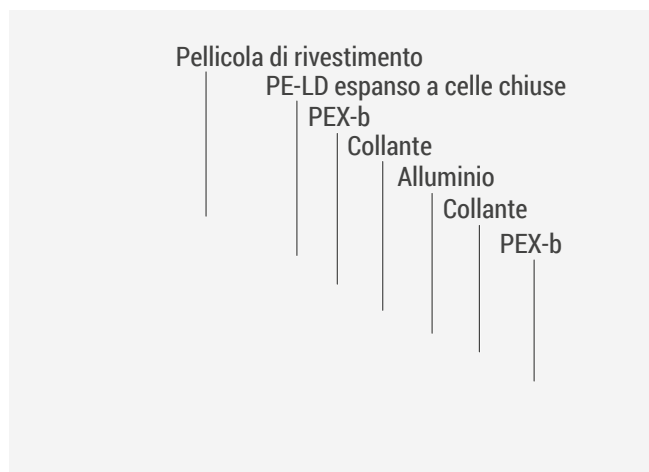 Pellicola di rivestimento
PE-LD espanso a celle chiuse
PEX-b
Collante
Alluminio
Collante
PEX-b